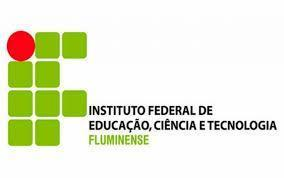 INSTITUTO FEDERAL DE
EDUCAÇÃO, CIÊNCIA E TECNOLOGIA
FLUMINENSE